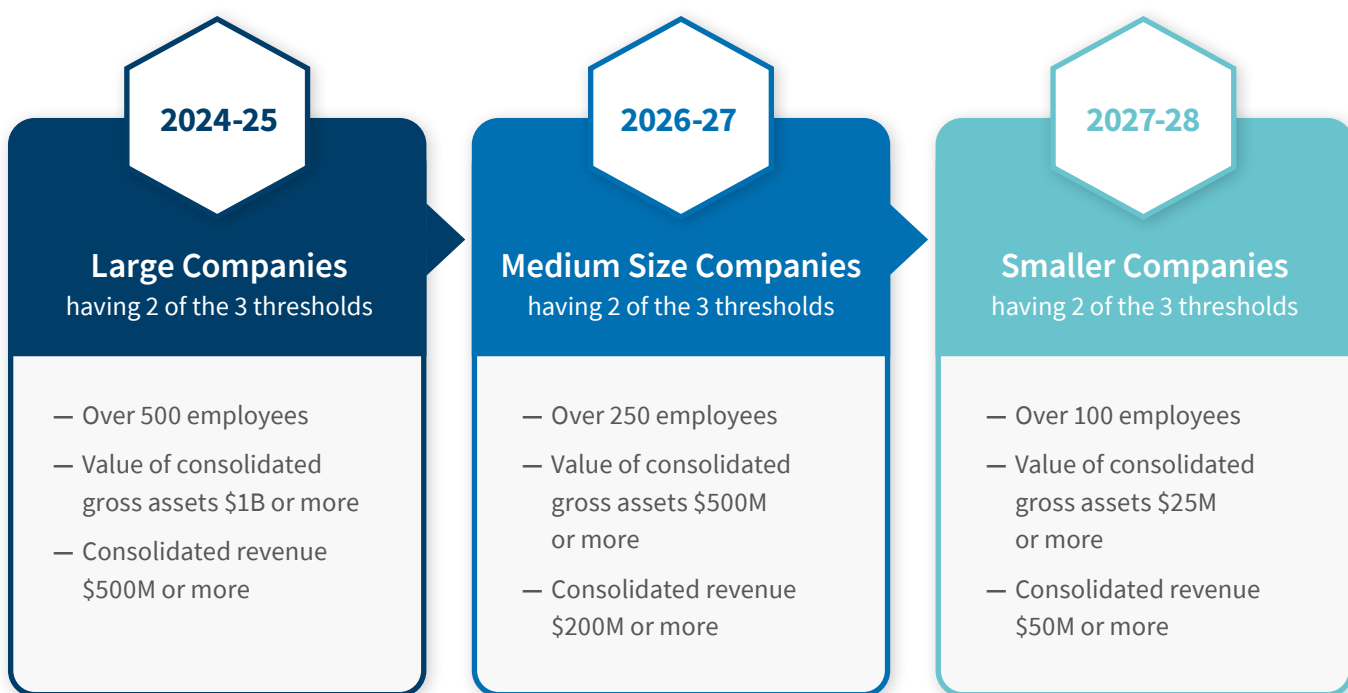 2024-25
Large Companies
having 2 of the 3 thresholds
— Over 500 employees
— Value of consolidated
gross assets $1B or more
— Consolidated revenue
$500M or more
2026-27
Medium Size Companies
having 2 of the 3 thresholds
— Over 250 employees
— Value of consolidated
gross assets $500M
or more
— Consolidated revenue
$200M or more
2027-28
Smaller Companies
having 2 of the 3 thresholds
— Over 100 employees
— Value of consolidated
gross assets $25M
or more
— Consolidated revenue
$50M or more